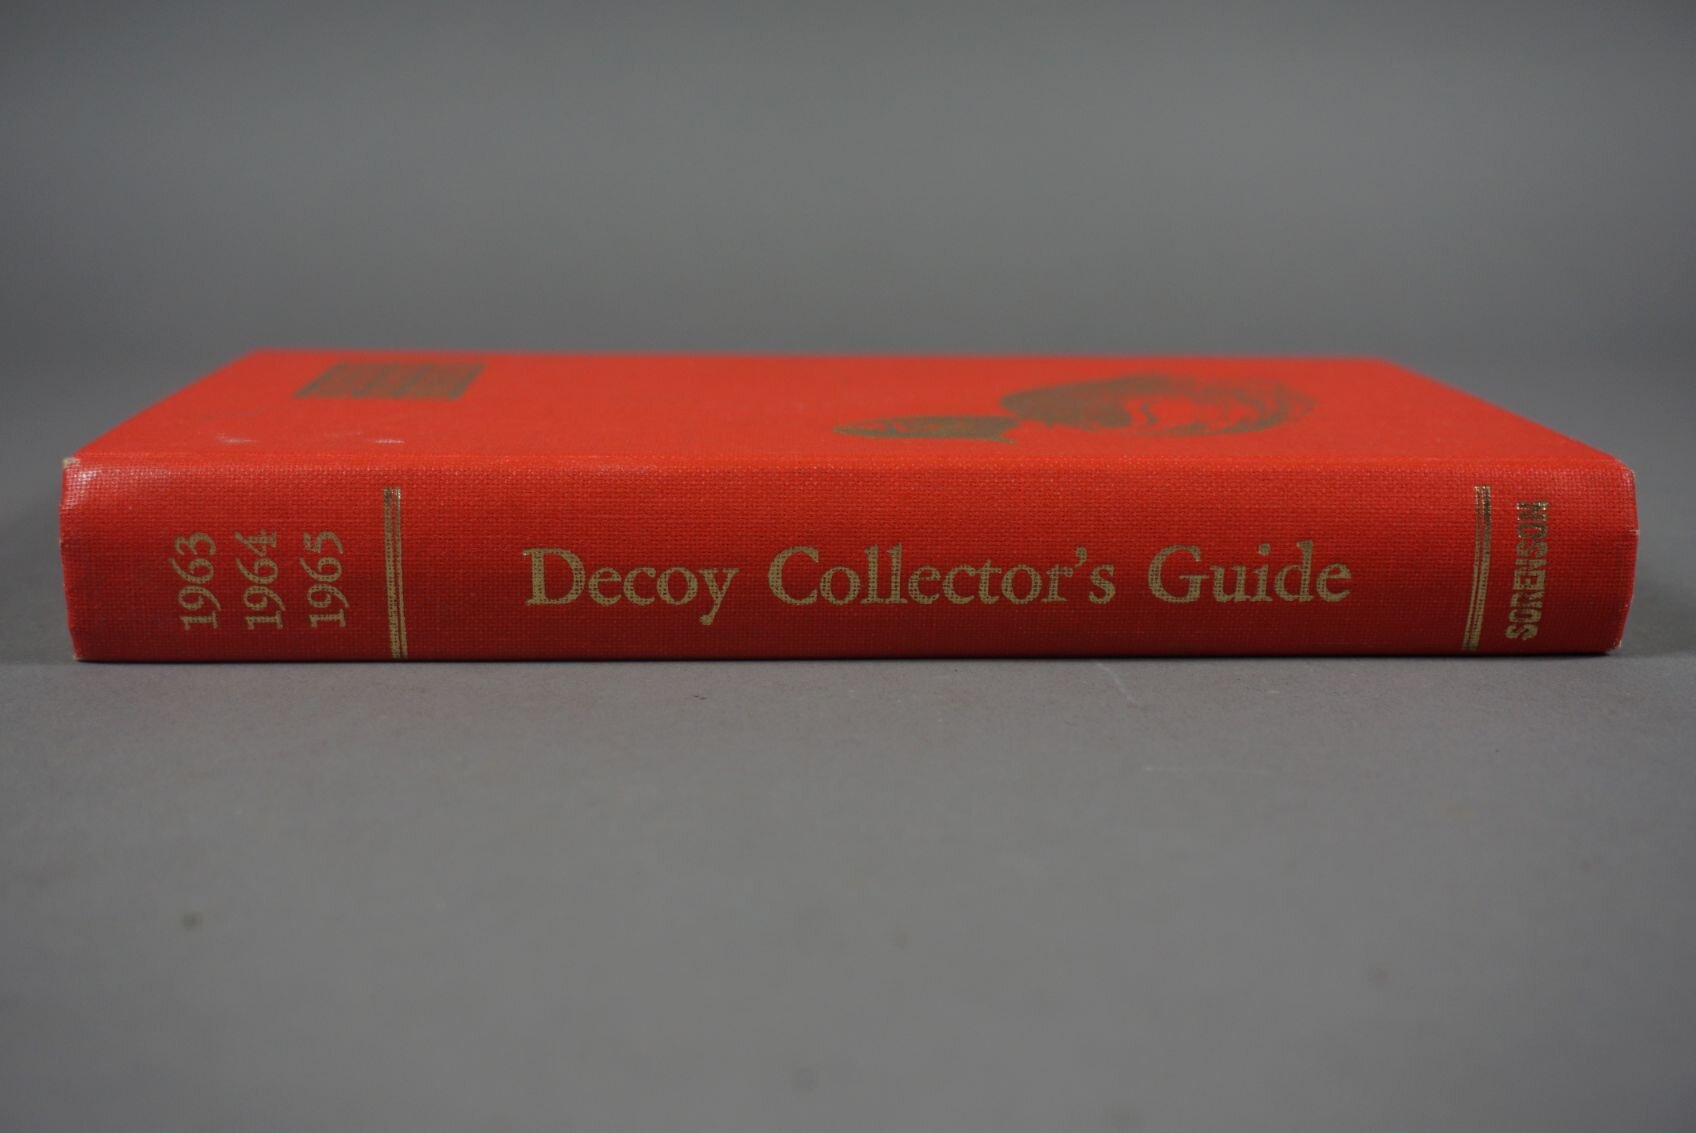 1963
1964
1965
Decoy Collector's Guide
SORENSON